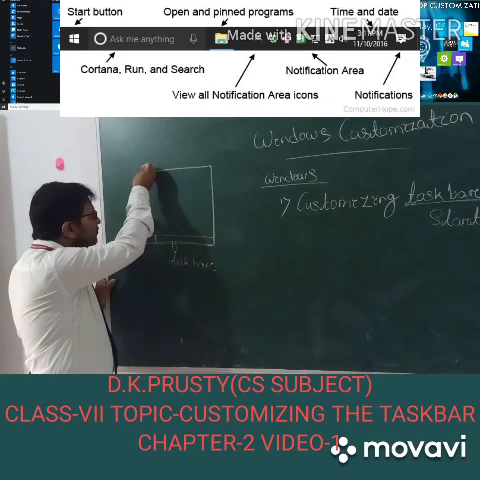 Start button
Open and pinned programs
Time and date
TOP CUSTOMIZATI
Made with KINEMASTER
Ask me anything
11/10/2016
Cortana, Run, and Search
Notification Area
View all Notification Area icons
Notifications
ComputerHope.com
Windows Customization
Windows
Customizing taskbar
Start
taskbar
D.K.PRUSTY(CS SUBJECT)
CLASS-VII TOPIC-CUSTOMIZING THE TASKBAR
CHAPTER-2 VIDEO-1
movavi